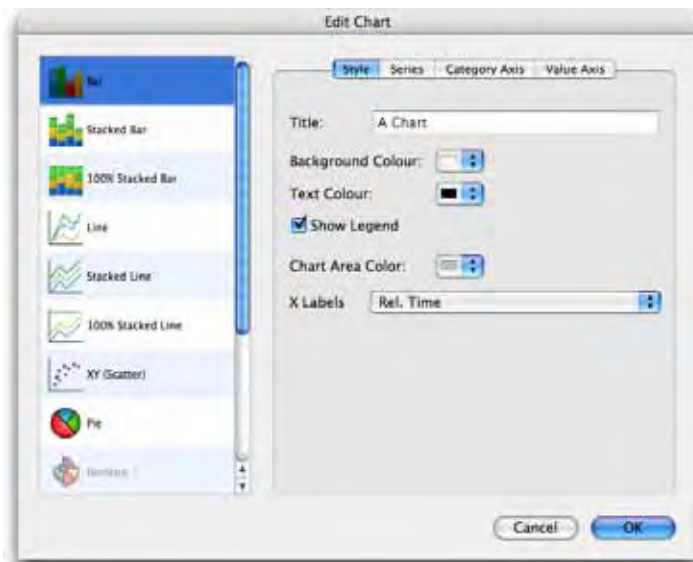 Edit Chart
Bar
Stacked Bar
100% Stacked Bar
Line
Stacked Line
100% Stacked Line
XY (Scatter)
Pie
Style Series Category Axis Value Axis
Title: A Chart
Background Colour:
Text Colour:
Show Legend
Chart Area Color:
X Labels Rel. Time
Cancel OK